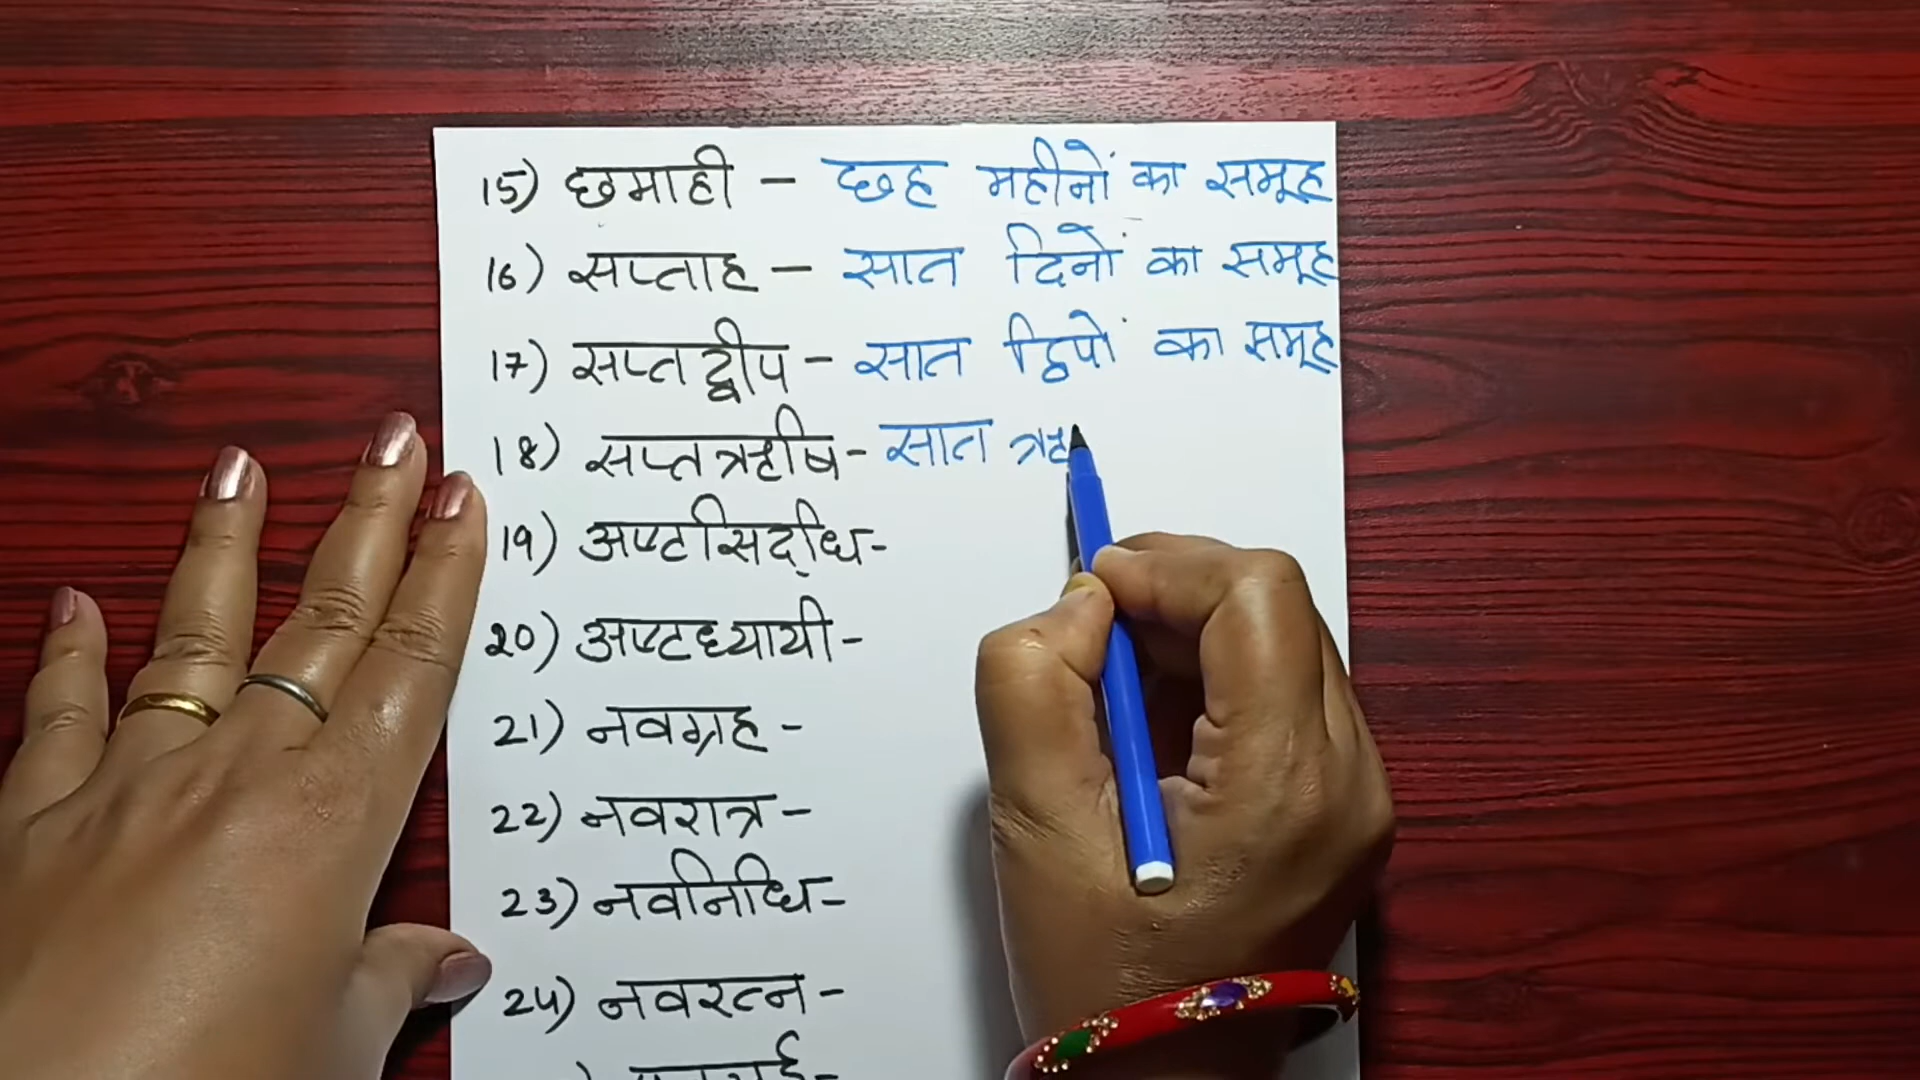 15) छमाही - छह महीनों का समूह
16) सप्ताह - सात दिनों का समूह
17) सप्तद्वीप - सात द्विपों का समूह
18) सप्तऋषि - सात ऋ
19) अष्टसिद्धि -
20) अष्टध्यायी -
21) नवग्रह -
22) नवरात्र -
23) नवनिधि -
24) नवरत्न -